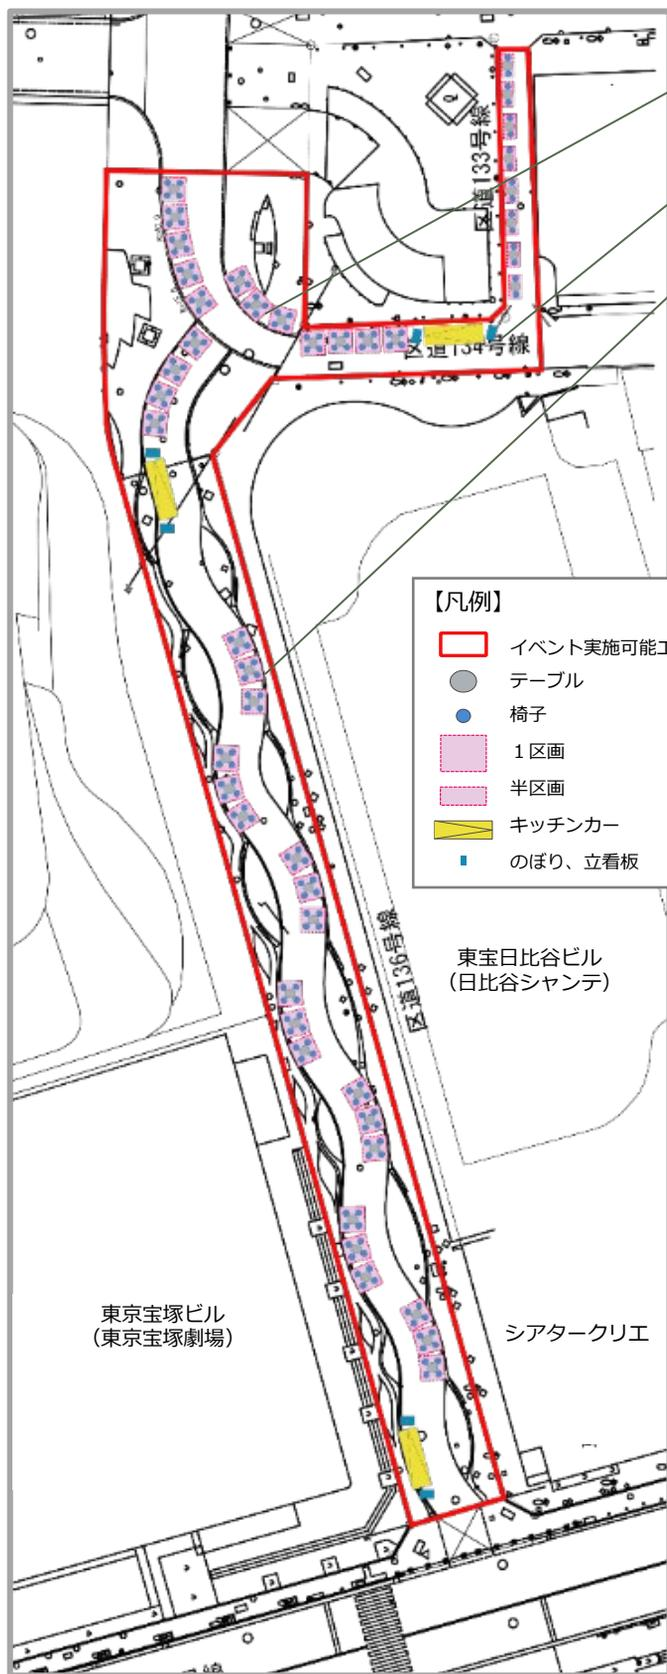 区道133号線
区道134号線
【凡例】
イベント実施可能エ
テーブル
椅子
1区画
半区画
キッチンカー
のぼり、立看板
区道136号線
東宝日比谷ビル
（日比谷シャンテ）
東京宝塚ビル
（東京宝塚劇場）
シアタークリエ